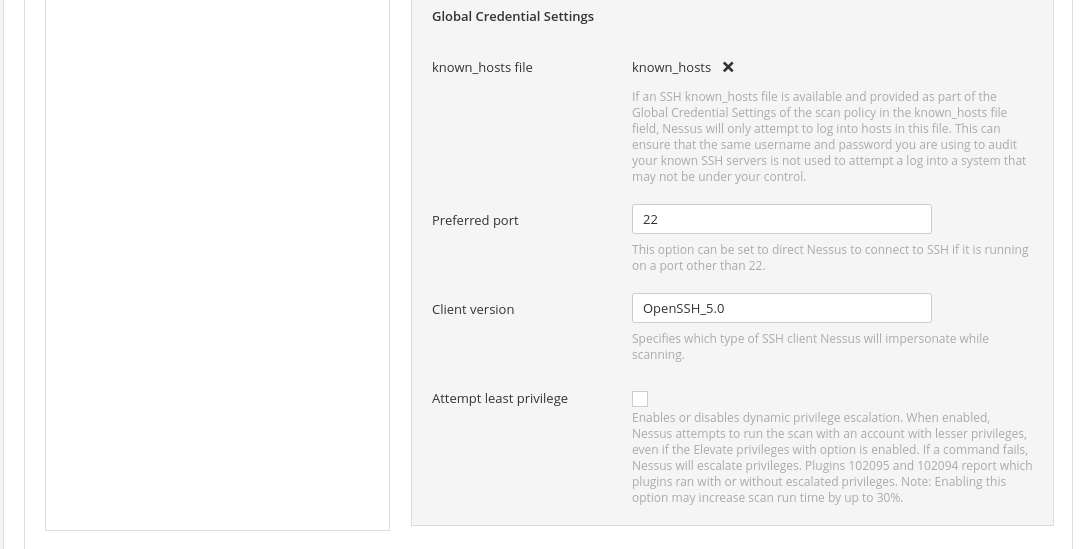 Global Credential Settings
known_hosts file
known_hosts
If an SSH known_hosts file is available and provided as part of the
Global Credential Settings of the scan policy in the known_hosts file
field, Nessus will only attempt to log into hosts in this file. This can
ensure that the same username and password you are using to audit
your known SSH servers is not used to attempt a log into a system that
may not be under your control.
Preferred port
22
This option can be set to direct Nessus to connect to SSH if it is running
on a port other than 22.
Client version
OpenSSH_5.0
Specifies which type of SSH client Nessus will impersonate while
scanning.
Attempt least privilege
Enables or disables dynamic privilege escalation. When enabled,
Nessus attempts to run the scan with an account with lesser privileges,
even if the Elevate privileges with option is enabled. If a command fails,
Nessus will escalate privileges. Plugins 102095 and 102094 report which
plugins ran with or without escalated privileges. Note: Enabling this
option may increase scan run time by up to 30%.